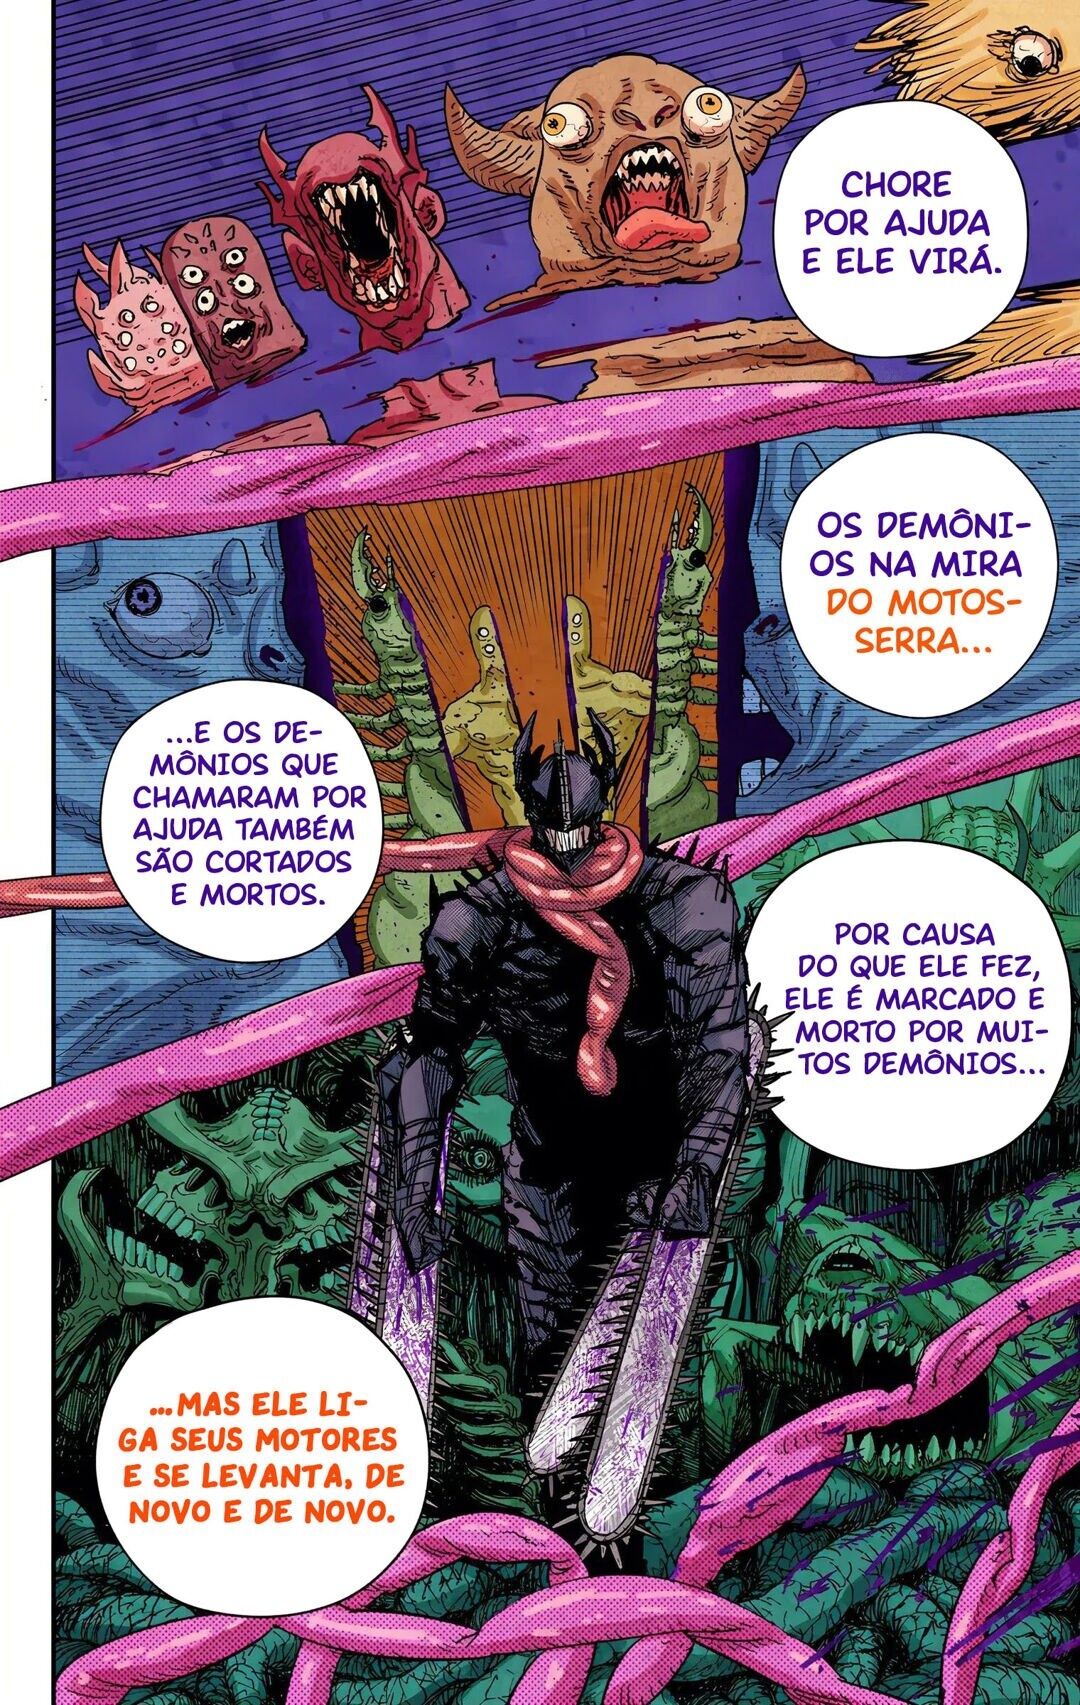 CHORE
POR AJUDA
E ELE VIRÁ.
OS DEMÔNI-
OS NA MIRA
DO MOTOS-
SERRA...
...E OS DE-
MÔNIOS QUE
CHAMARAM POR
AJUDA TAMBÉM
SÃO CORTADOS
E MORTOS.
POR CAUSA
DO QUE ELE FEZ,
ELE É MARCADO E
MORTO POR MUI-
TOS DEMÔNIOS...
...MAS ELE LI-
GA SEUS MOTORES
E SE LEVANTA, DE
NOVO E DE NOVO.